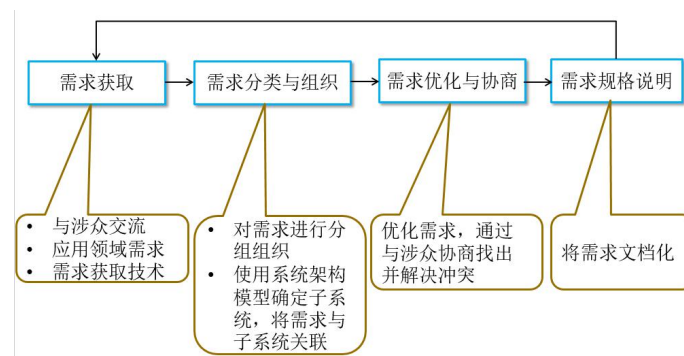 需求获取
需求分类与组织
需求优化与协商
需求规格说明
• 与涉众交流
• 应用领域需求
• 需求获取技术
• 对需求进行分
组组织
• 使用系统架构
模型确定子系
统，将需求与
子系统关联
优化需求，通过
与涉众协商找出
并解决冲突
将需求文档化